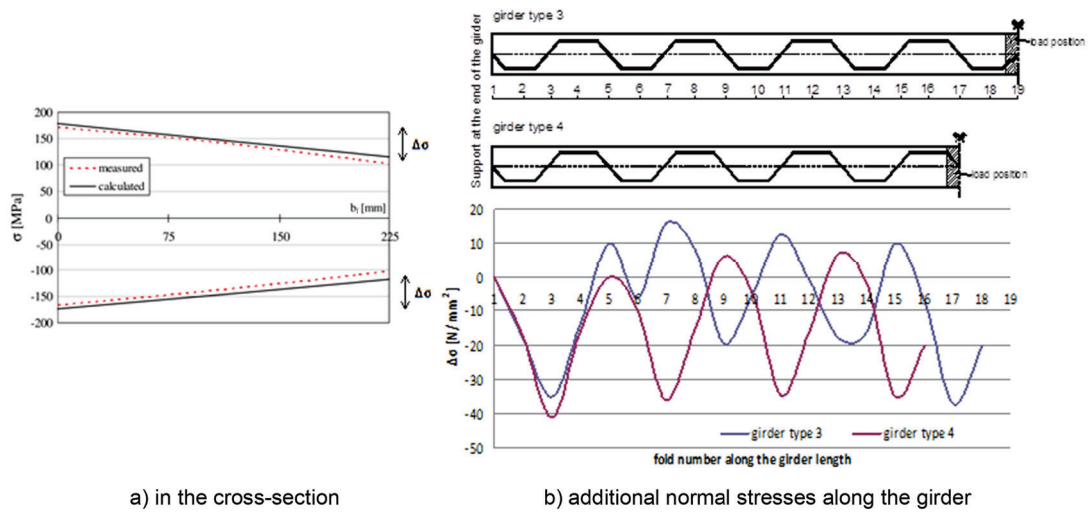 200
150
100
50
0
-50
-100
-150
-200
σ [MPa]
measured
calculated
Δσ
bf [mm]
0 75 150 225
Δσ
girder type 3
load position
1 2 3 4 5 6 7 8 9 10 11 12 13 14 15 16 17 18 19
Support at the end of the girder
girder type 4
load position
20
10
0
-10
-20
-30
-40
-50
Δσ [N/mm²]
1 2 3 4 5 6 7 8 9 10 11 12 13 14 15 16 17 18 19
girder type 3 girder type 4
fold number along the girder length
a) in the cross-section
b) additional normal stresses along the girder